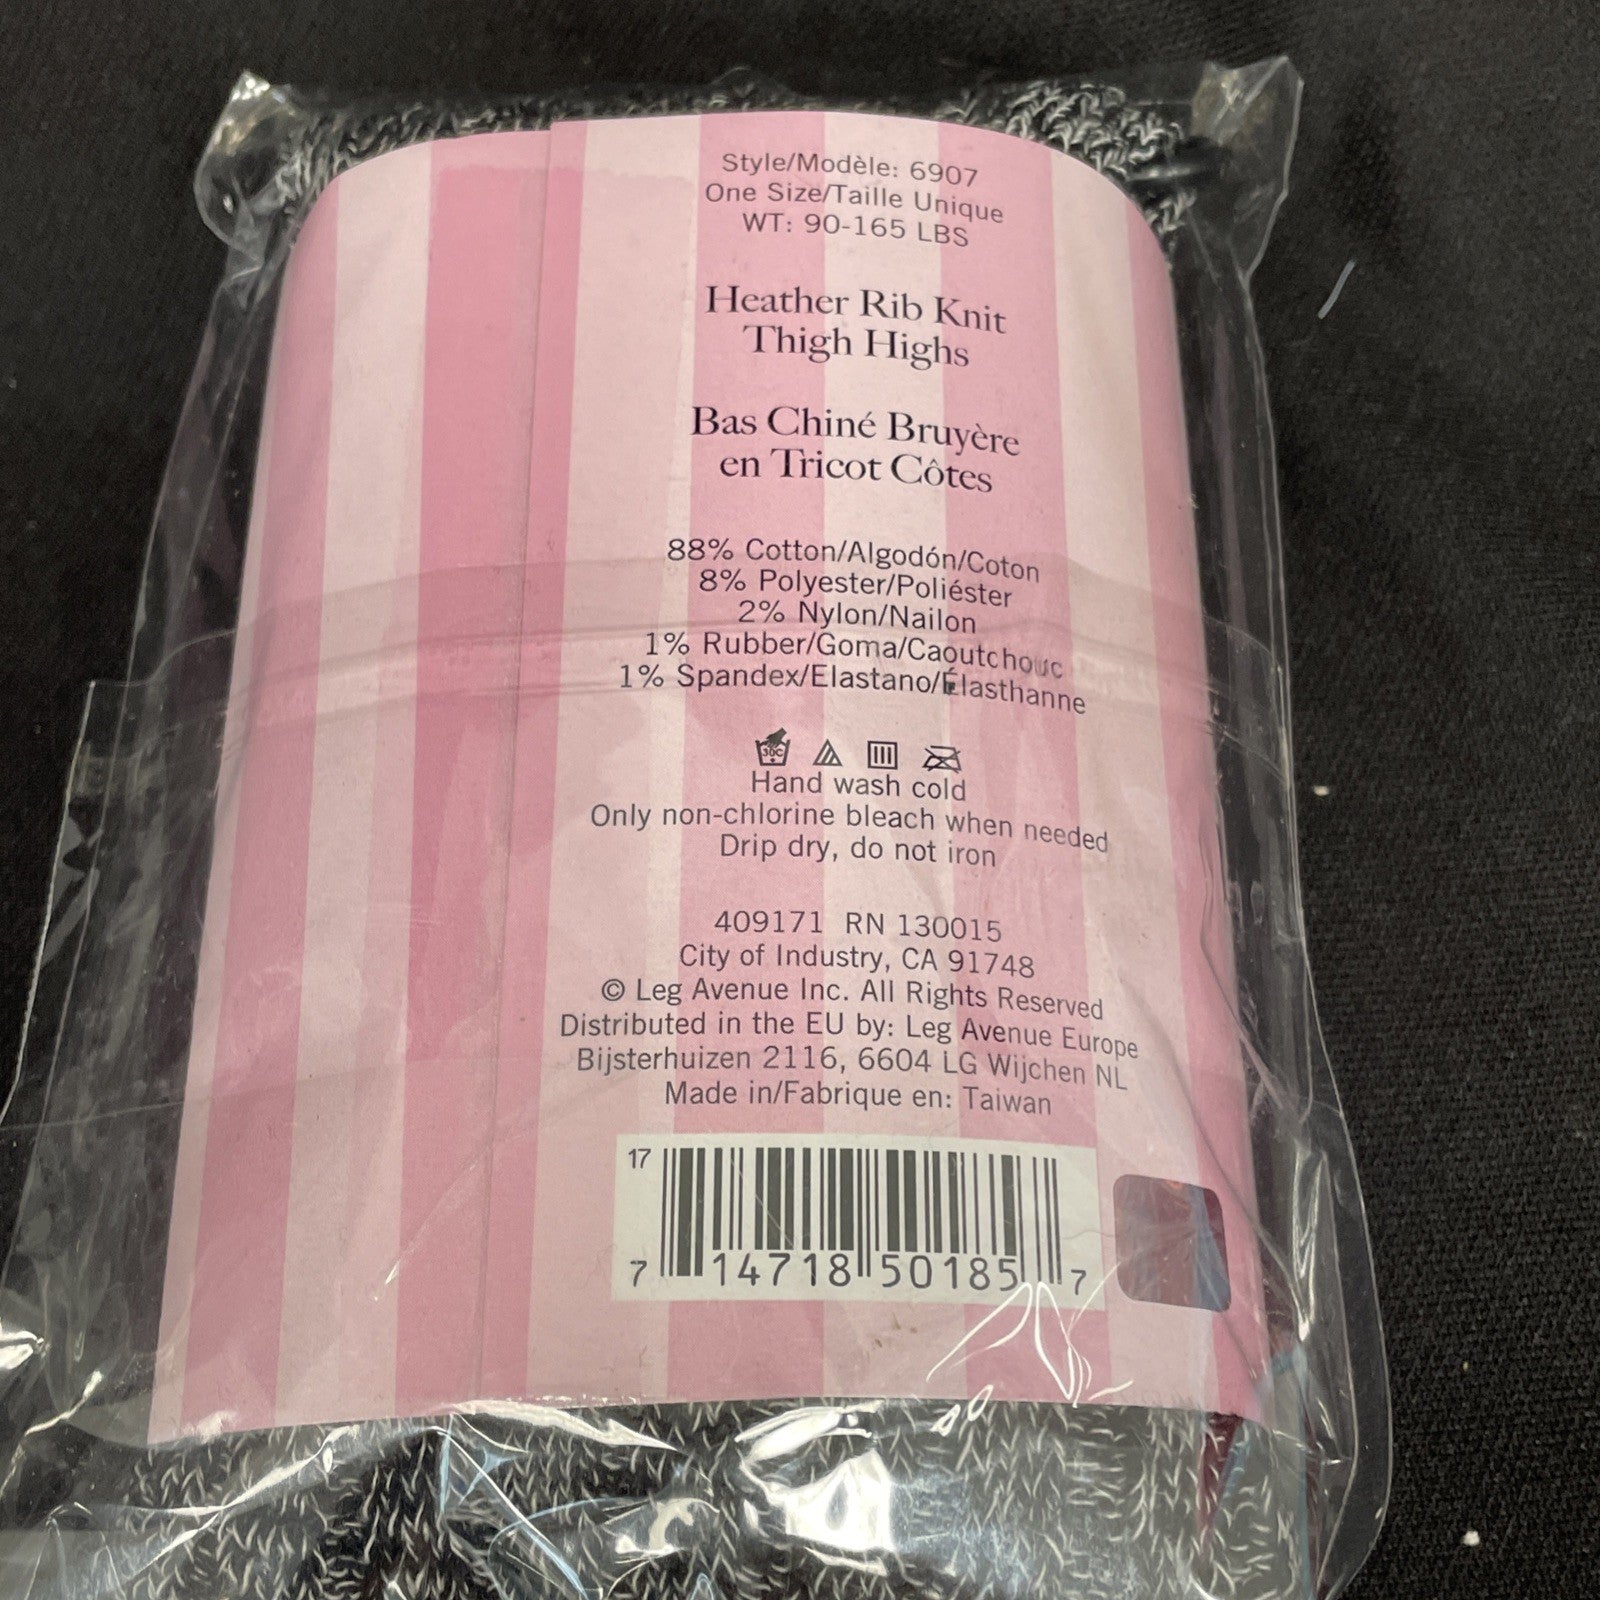 Style/Modèle: 6907
One Size/Taille Unique
WT: 90-165 LBS
Heather Rib Knit
Thigh Highs
Bas Chiné Bruyère
en Tricot Côtes
88% Cotton/Algodón/Coton
8% Polyester/Poliéster
2% Nylon/Nailon
1% Rubber/Goma/Caoutchouc
1% Spandex/Elastano/Élasthanne
30C
Hand wash cold
Only non-chlorine bleach when needed
Drip dry, do not iron
409171 RN 130015
City of Industry, CA 91748
© Leg Avenue Inc. All Rights Reserved
Distributed in the EU by: Leg Avenue Europe
Bijsterhuizen 2116, 6604 LG Wijchen NL
Made in/Fabrique en: Taiwan
17
7 14718 50185 7